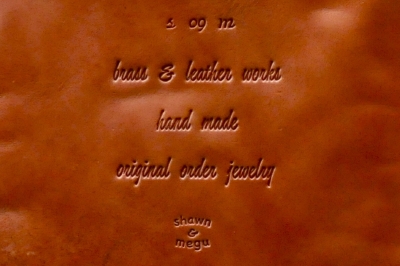 s og m
brass & leather works
hand made
original order jewelry
shawn
&
megu